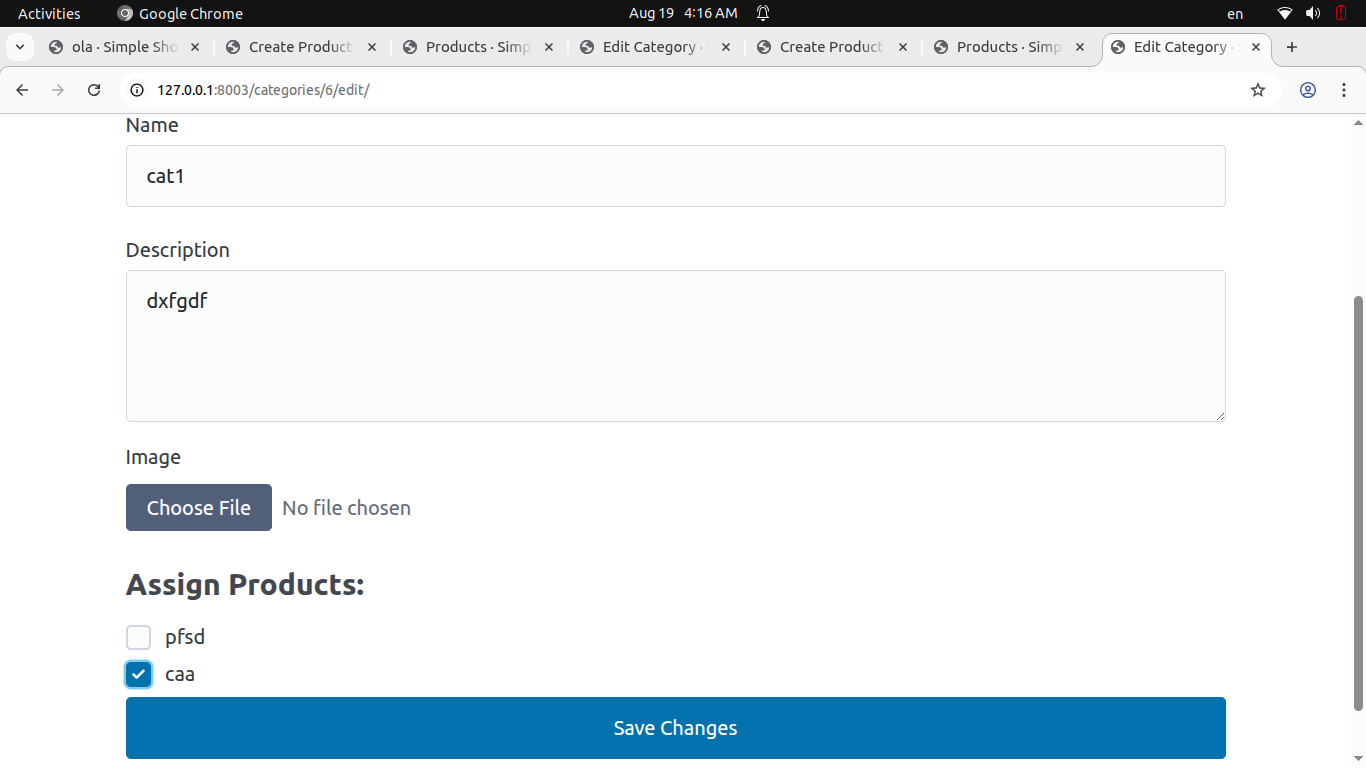 Activities Google Chrome Aug 19 4:16 AM en
ola · Simple Sho Create Product Products · Simp Edit Category · Create Product Products · Simp Edit Category ·
127.0.0.1:8003/categories/6/edit/
Name
cat1
Description
dxfgdf
Image
Choose File No file chosen
Assign Products:
pfsd
caa
Save Changes